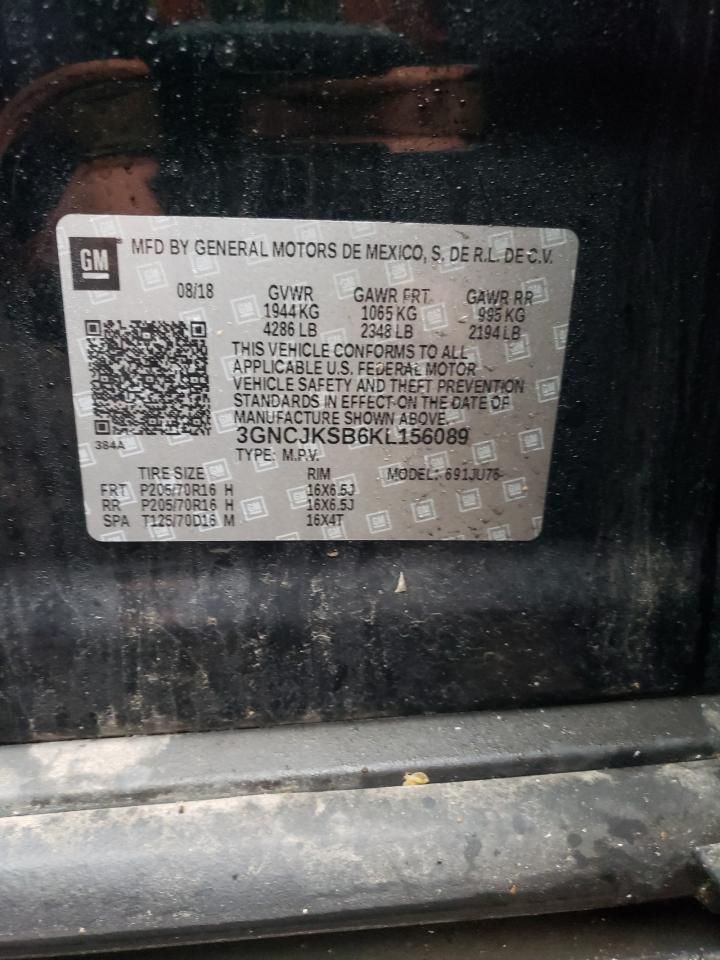 GM MFD BY GENERAL MOTORS DE MEXICO, S. DE R.L. DE C.V.
08/18 GVWR GAWR FRT GAWR RR
1944 KG 1065 KG 995 KG
4286 LB 2348 LB 2194 LB
THIS VEHICLE CONFORMS TO ALL
APPLICABLE U.S. FEDERAL MOTOR
VEHICLE SAFETY AND THEFT PREVENTION
STANDARDS IN EFFECT ON THE DATE OF
MANUFACTURE SHOWN ABOVE.
384A 3GNCJKSB6KL156089
TYPE: M.P.V.
TIRE SIZE RIM MODEL: 691JU76
FRT P205/70R16 H 16X6.5J
RR P205/70R16 H 16X6.5J
SPA T125/70D16 M 16X4T